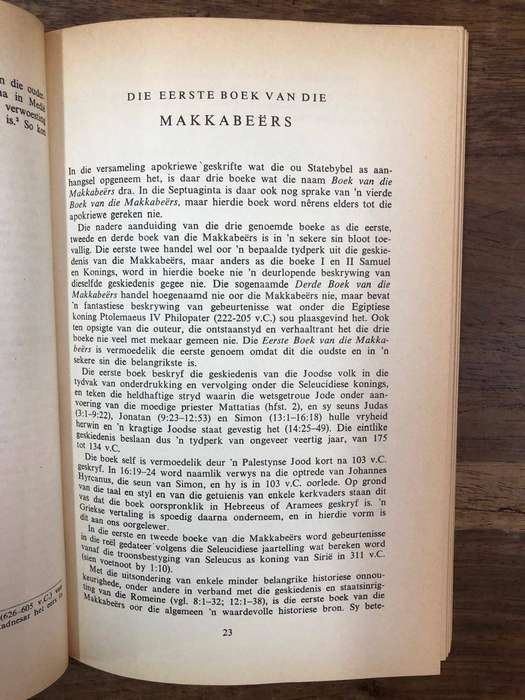 n die ouder
na in Medië
verwoesting
is.³ So kon
DIE EERSTE BOEK VAN DIE
MAKKABEËRS
In die versameling apokriewe geskrifte wat die ou Statebybel as aan-
hangsel opgeneem het, is daar drie boeke wat die naam Boek van die
Makkabeërs dra. In die Septuaginta is daar ook nog sprake van 'n vierde
Boek van die Makkabeërs, maar hierdie boek word nêrens elders tot die
apokriewe gereken nie.
Die nadere aanduiding van die drie genoemde boeke as die eerste,
tweede en derde boek van die Makkabeërs is in 'n sekere sin bloot toe-
vallig. Die eerste twee handel wel oor 'n bepaalde tydperk uit die geskie-
denis van die Makkabeërs, maar anders as die boeke I en II Samuel
en Konings, word in hierdie boeke nie 'n deurlopende beskrywing van
dieselfde geskiedenis gegee nie. Die sogenaamde Derde Boek van die
Makkabeërs handel hoegenaamd nie oor die Makkabeërs nie, maar bevat
'n fantastiese beskrywing van gebeurtenisse wat onder die Egiptiese
koning Ptolemaeus IV Philopater (222-205 v.C.) sou plaasgevind het. Ook
ten opsigte van die outeur, die ontstaanstyd en verhaaltrant het die drie
boeke nie veel met mekaar gemeen nie. Die Eerste Boek van die Makka-
beërs is vermoedelik die eerste genoem omdat dit die oudste en in 'n
sekere sin die belangrikste is.
Die eerste boek beskryf die geskiedenis van die Joodse volk in die
tydvak van onderdrukking en vervolging onder die Seleucidiese konings,
en teken die heldhaftige stryd waarin die wetsgetroue Jode onder aan-
voering van die moedige priester Mattatias (hfst. 2), en sy seuns Judas
(3:1–9:22), Jonatan (9:23–12:53) en Simon (13:1–16:18) hulle vryheid
herwin en 'n kragtige Joodse staat gevestig het (14:25–49). Die eintlike
geskiedenis beslaan dus 'n tydperk van ongeveer veertig jaar, van 175
tot 134 v.C.
Die boek self is vermoedelik deur 'n Palestynse Jood kort na 103 v.C.
geskryf. In 16:19–24 word naamlik verwys na die optrede van Johannes
Hyrcanus, die seun van Simon, en hy is in 103 v.C. oorlede. Op grond
van die taal en styl en van die getuienis van enkele kerkvaders staan dit
vas dat die boek oorspronklik in Hebreeus of Aramees geskryf is. 'n
Griekse vertaling is spoedig daarna onderneem, en in hierdie vorm is
dit aan ons oorgelewer.
In die eerste en tweede boeke van die Makkabeërs word gebeurtenisse
in die reël gedateer volgens die Seleucidiese jaartelling wat bereken word
vanaf die troonsbestyging van Seleucus as koning van Sirië in 311 v.C.
(sien voetnoot by 1:10).
Met die uitsondering van enkele minder belangrike historiese onnou-
keurighede, onder andere in verband met die geskiedenis en staatsinrig-
ting van die Romeine (vgl. 8:1–32; 12:1–38), is die eerste boek van die
Makkabeërs oor die algemeen 'n waardevolle historiese bron. Sy bete-
(626–605 v.C.)
adnesar het eers
23